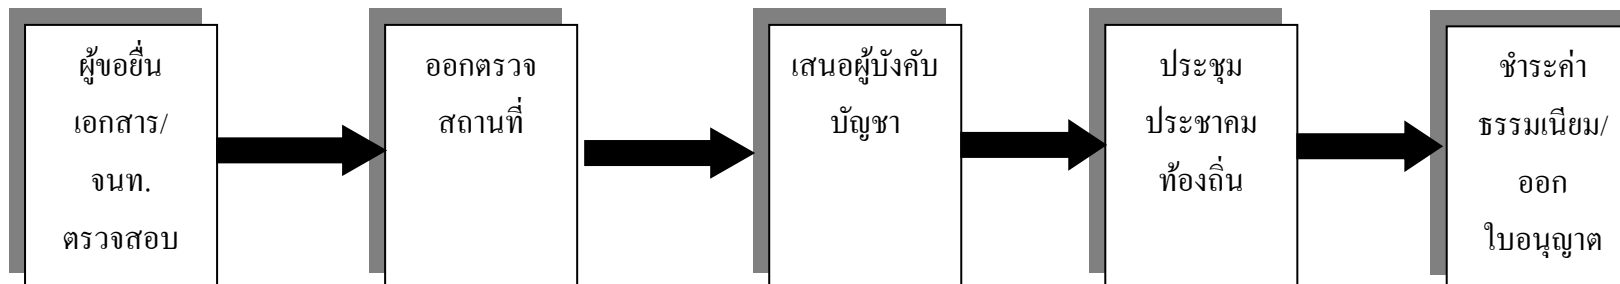 ผู้ขอยื่น
เอกสาร/
จนท.
ตรวจสอบ
ออกตรวจ
สถานที่
เสนอผู้บังคับ
บัญชา
ประชุม
ประชาคม
ท้องถิ่น
ชำระค่า
ธรรมเนียม/
ออก
ใบอนุญาต